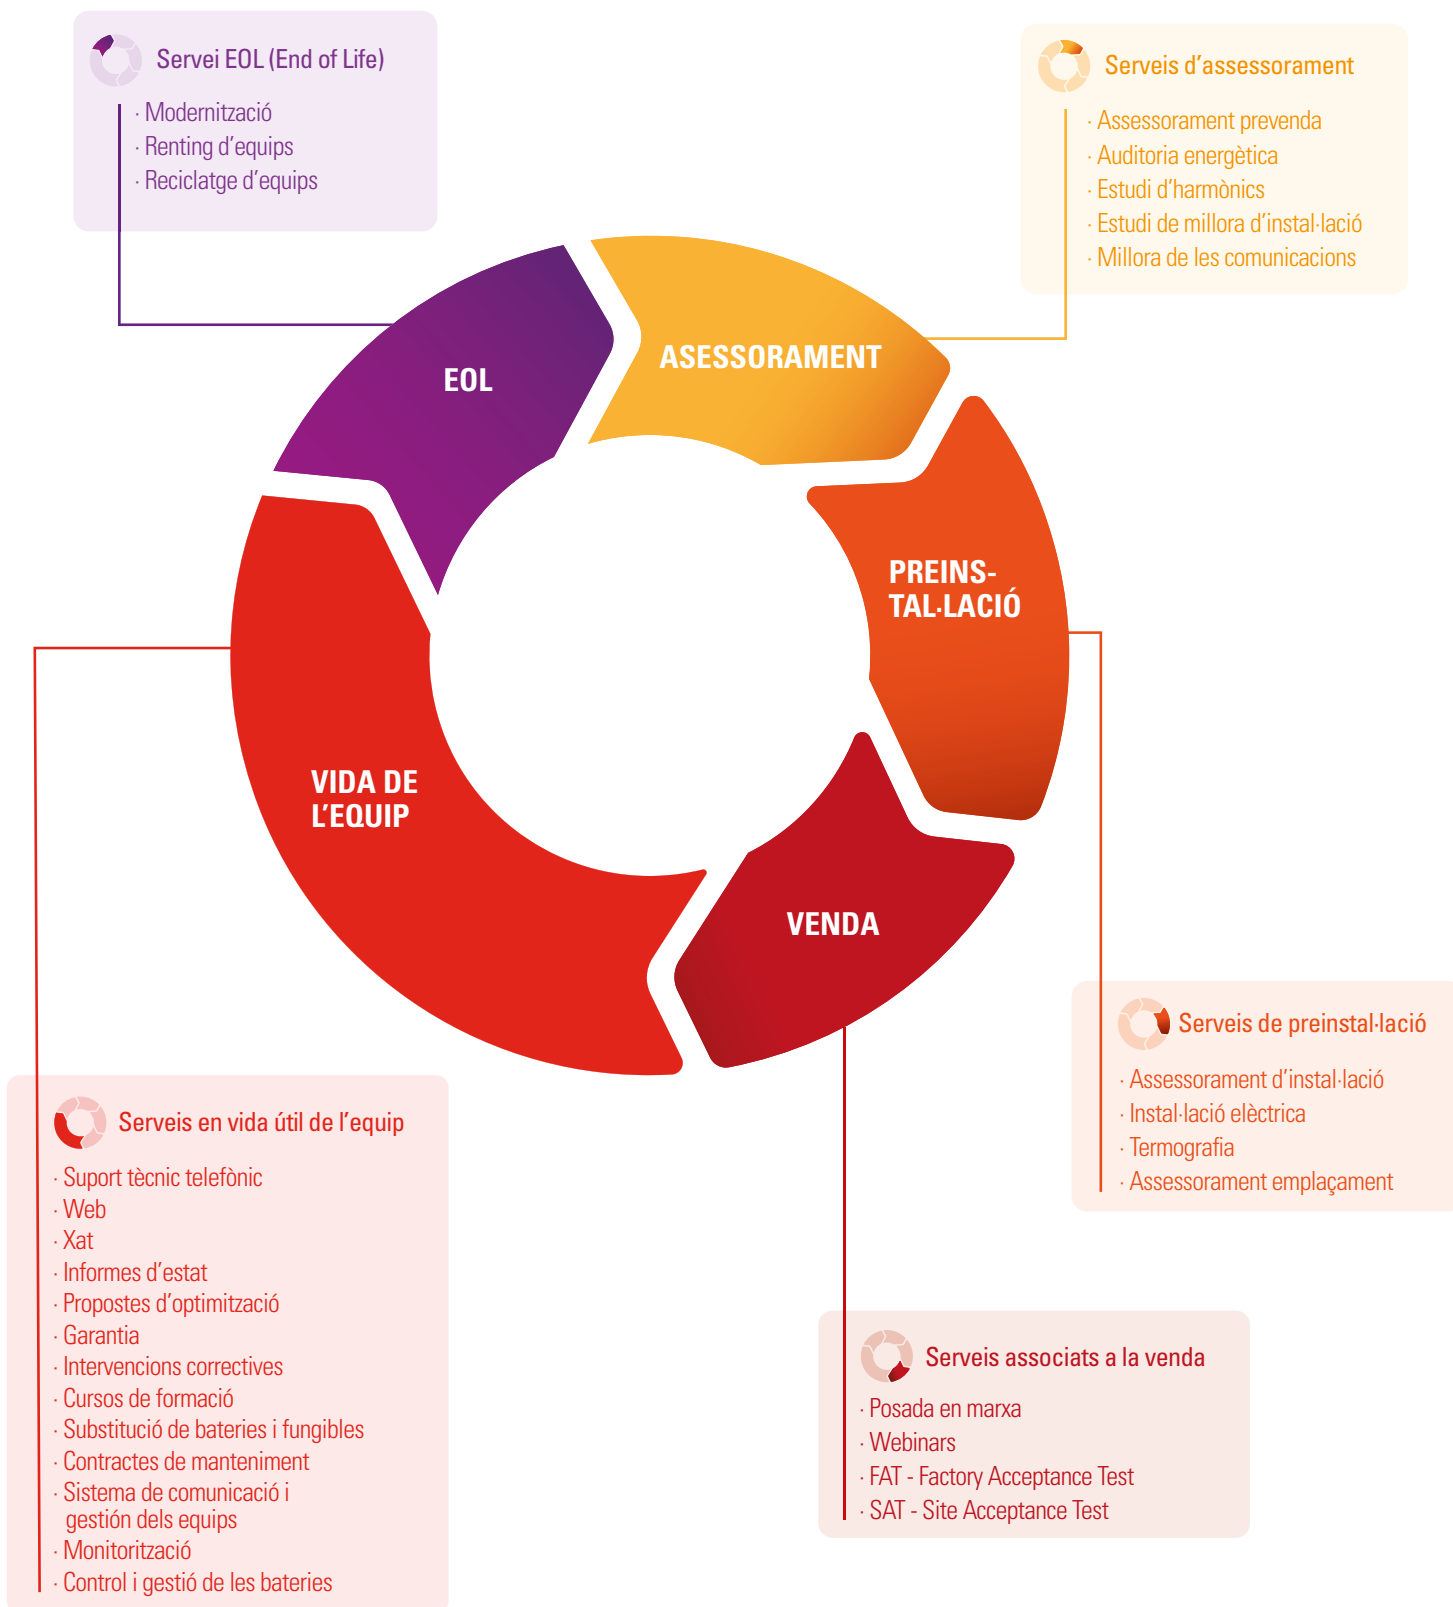 Servei EOL (End of Life)
· Modernització
· Renting d'equips
· Reciclatge d'equips
Serveis d'assessorament
· Assessorament prevenda
· Auditoria energètica
· Estudi d'harmònics
· Estudi de millora d'instal·lació
· Millora de les comunicacions
EOL
ASESSORAMENT
PREINS-
TAL·LACIÓ
VIDA DE
L'EQUIP
VENDA
Serveis de preinstal·lació
· Assessorament d'instal·lació
· Instal·lació elèctrica
· Termografia
· Assessorament emplaçament
Serveis en vida útil de l'equip
· Suport tècnic telefònic
· Web
· Xat
· Informes d'estat
· Propostes d'optimització
· Garantia
· Intervencions correctives
· Cursos de formació
· Substitució de bateries i fungibles
· Contractes de manteniment
· Sistema de comunicació i
gestión dels equips
· Monitorització
· Control i gestió de les bateries
Serveis associats a la venda
· Posada en marxa
· Webinars
· FAT - Factory Acceptance Test
· SAT - Site Acceptance Test